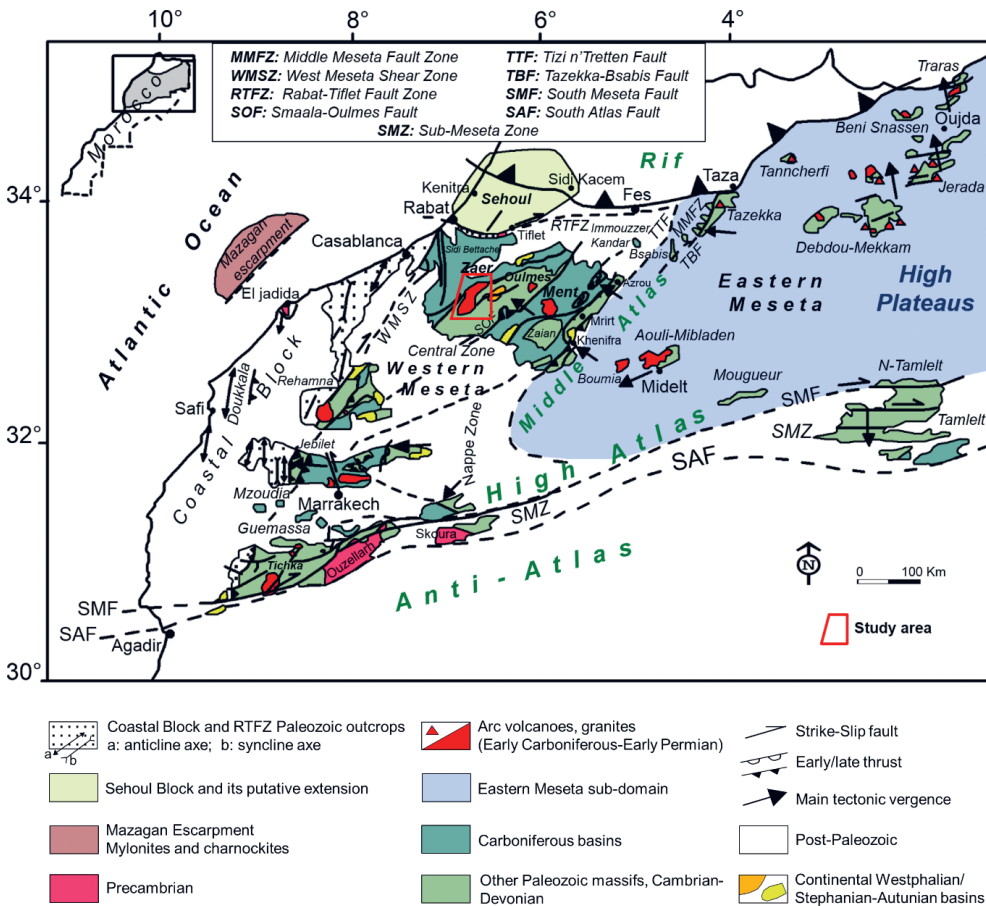 10°
8°
6°
4°
MMFZ: Middle Meseta Fault Zone
WMSZ: West Meseta Shear Zone
RTFZ: Rabat-Tiflet Fault Zone
SOF: Smaala-Oulmes Fault
TTF: Tizi n'Tretten Fault
TBF: Tazekka-Bsabis Fault
SMF: South Meseta Fault
SAF: South Atlas Fault
SMZ: Sub-Meseta Zone
Morocco
Traras
Oujda
Beni Snassen
Rif
Tanncherfi
Jerada
34°
Kenitra
Sidi Kacem
Sehoul
Fes
Taza
Rabat
Tazekka
Tiflet
RTFZ
Immouzzer
Kandar
TTF
MMFZ
Bsabis
TBF
Debdou-Mekkam
Atlantic Ocean
Mazagan
escarpment
Casablanca
Sidi Bettache
Zaer
Oulmes
Ment
Azrou
Eastern
Meseta
High
Plateaus
El jadida
WMSZ
SOF
Mrirt
Zaian
Khenifra
Central Zone
Middle Atlas
Aouli-Mibladen
Boumia
Midelt
Mougueur
N-Tamlelt
Western
Meseta
Rehamna
Coastal Block
Doukkala
Safi
32°
SMF
SMZ
Tamlelt
Jebilet
Nappe Zone
High Atlas
SAF
Mzoudia
Marrakech
Guemassa
SMZ
Skoura
Ouzellarh
Tichka
Anti-Atlas
N
0 100 Km
SMF
SAF
Agadir
Study area
30°
Coastal Block and RTFZ Paleozoic outcrops
a: anticline axe; b: syncline axe
a
b
Sehoul Block and its putative extension
Mazagan Escarpment
Mylonites and charnockites
Precambrian
Arc volcanoes, granites
(Early Carboniferous-Early Permian)
Eastern Meseta sub-domain
Carboniferous basins
Other Paleozoic massifs, Cambrian-
Devonian
Strike-Slip fault
Early/late thrust
Main tectonic vergence
Post-Paleozoic
Continental Westphalian/
Stephanian-Autunian basins